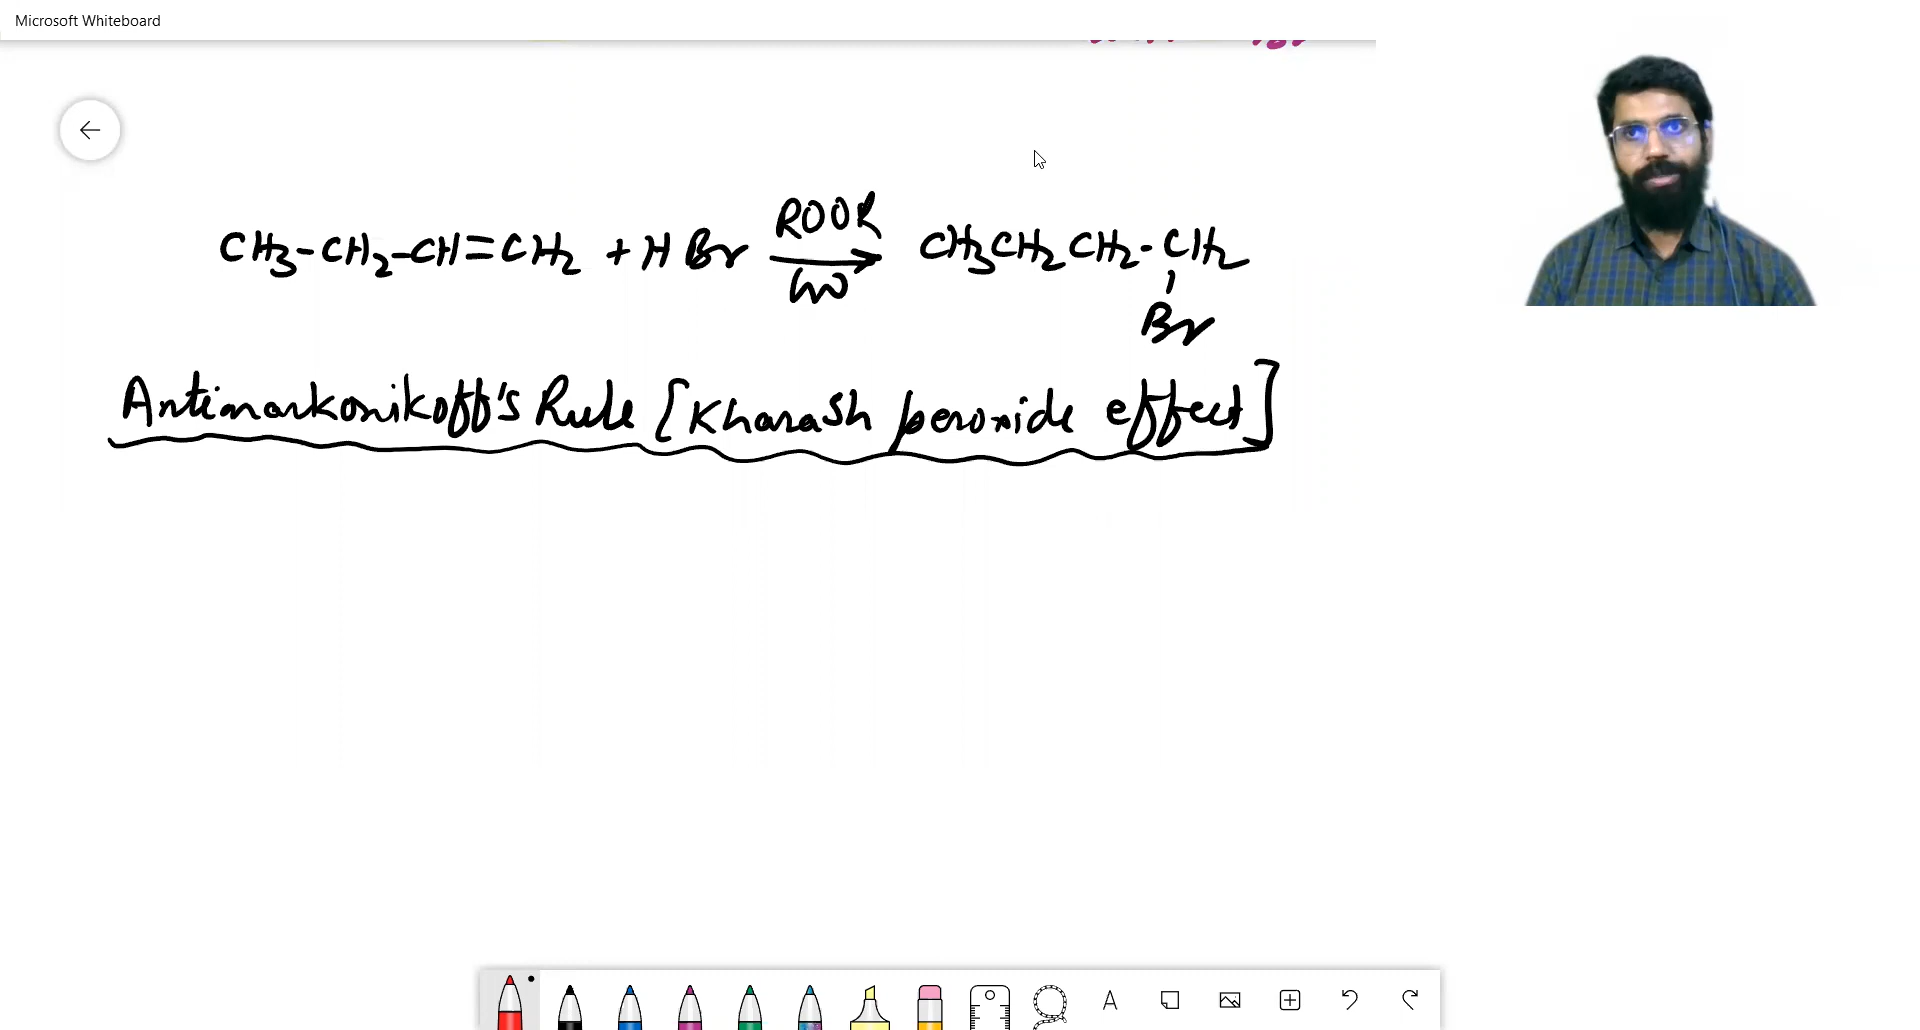 Microsoft Whiteboard
ROOR
CH3-CH2-CH=CH2 + HBr → CH3CH2CH2-CH2
hν
Br
Antimarkonikoff's Rule [Kharash peroxide effect]
A